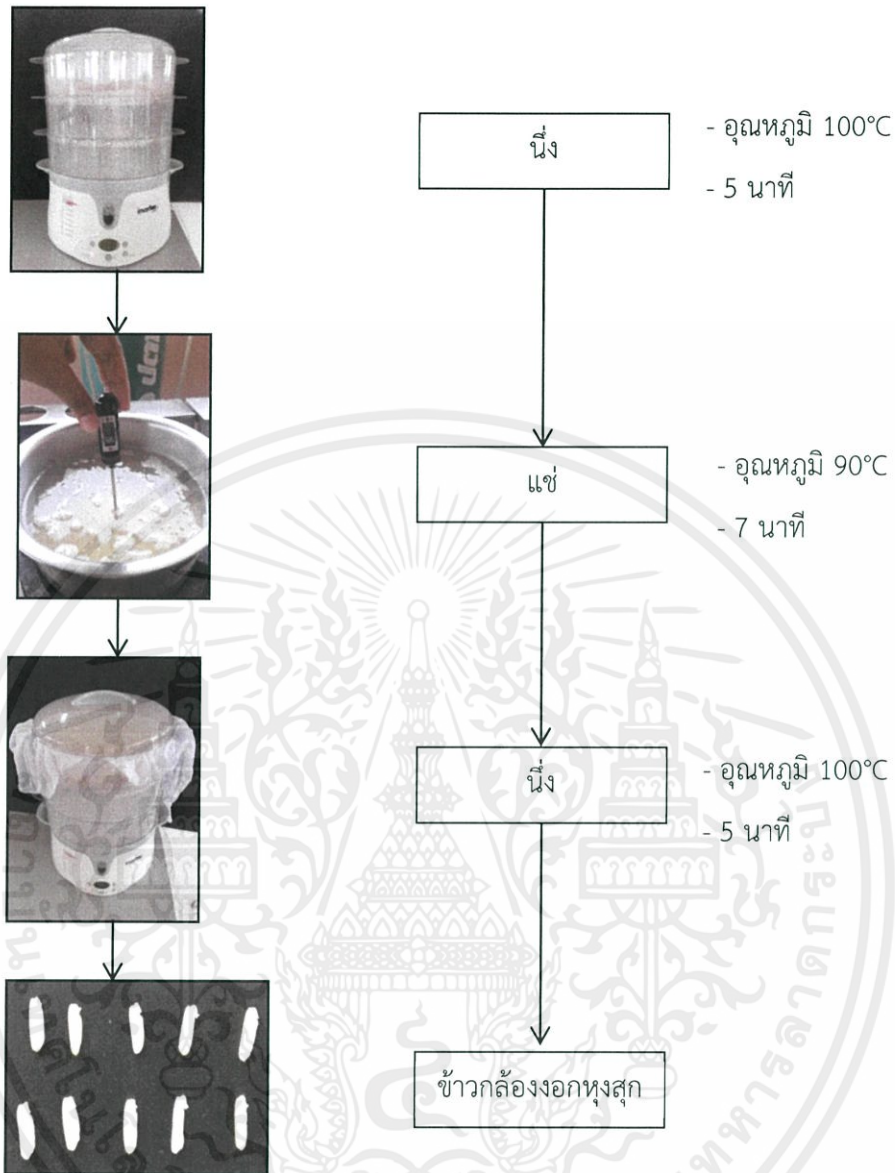 นึ่ง
- อุณหภูมิ 100°C
- 5 นาที
แช่
- อุณหภูมิ 90°C
- 7 นาที
นึ่ง
- อุณหภูมิ 100°C
- 5 นาที
ข้าวกล้องงอกหุงสุก